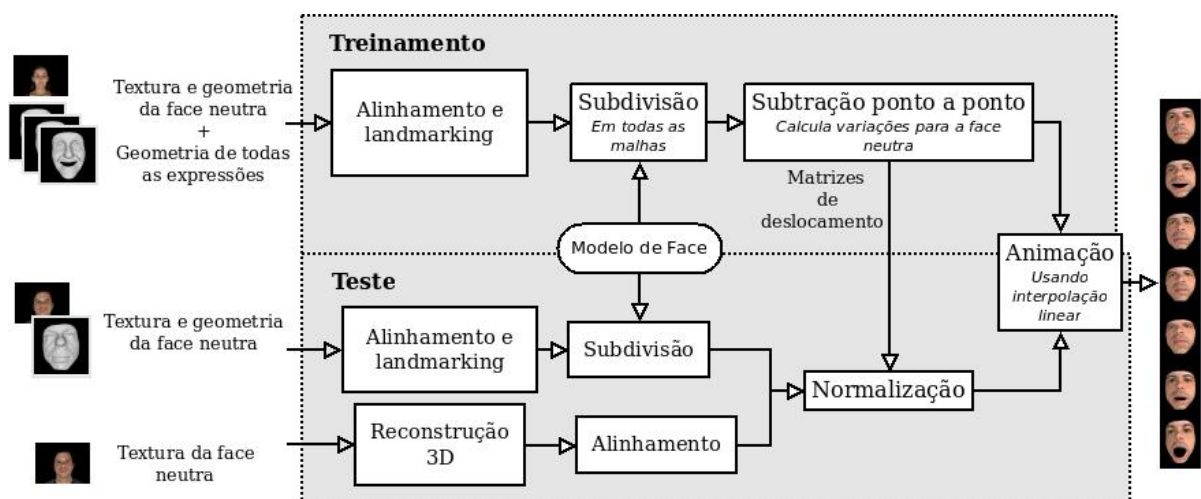 Treinamento
Textura e geometria
da face neutra
+
Geometria de todas
as expressões
Alinhamento e
landmarking
Subdivisão
Em todas as
malhas
Subtração ponto a ponto
Calcula variações para a face
neutra
Matrizes
de
deslocamento
Modelo de Face
Animação
Usando
interpolação
linear
Teste
Textura e geometria
da face neutra
Alinhamento e
landmarking
Subdivisão
Normalização
Textura da face
neutra
Reconstrução
3D
Alinhamento